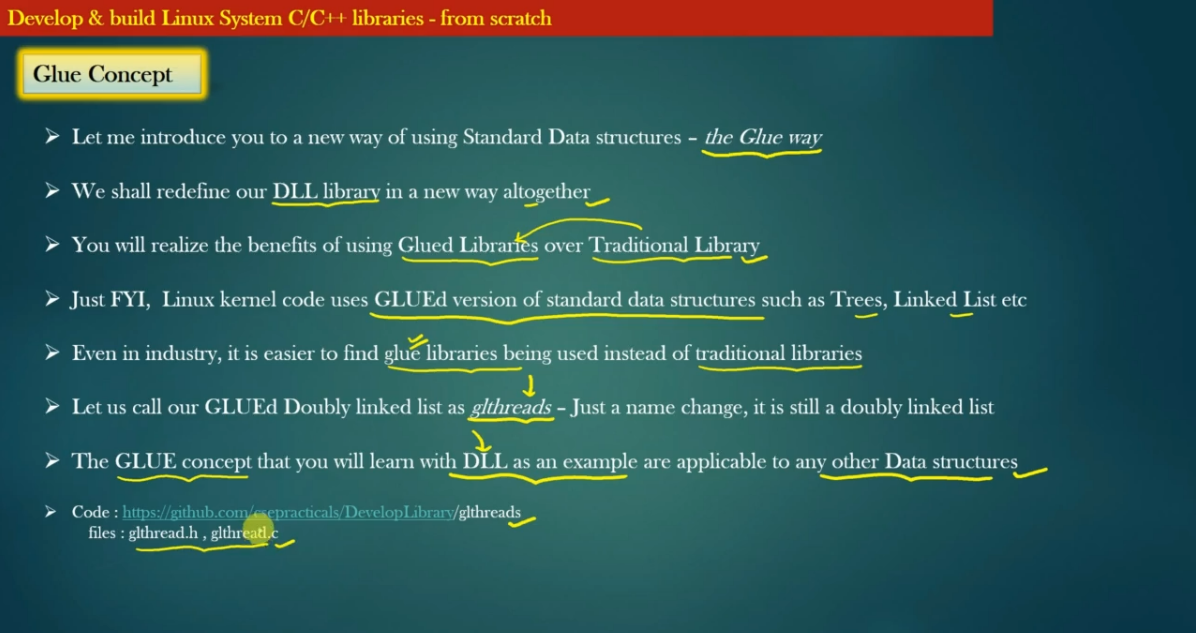 Develop & build Linux System C/C++ libraries - from scratch
Glue Concept
➢ Let me introduce you to a new way of using Standard Data structures – the Glue way
➢ We shall redefine our DLL library in a new way altogether
➢ You will realize the benefits of using Glued Libraries over Traditional Library
➢ Just FYI, Linux kernel code uses GLUEd version of standard data structures such as Trees, Linked List etc
➢ Even in industry, it is easier to find glue libraries being used instead of traditional libraries
➢ Let us call our GLUEd Doubly linked list as glthreads – Just a name change, it is still a doubly linked list
➢ The GLUE concept that you will learn with DLL as an example are applicable to any other Data structures
➢ Code : https://github.com/csepracticals/DevelopLibrary/glthreads
files : glthread.h , glthread.c